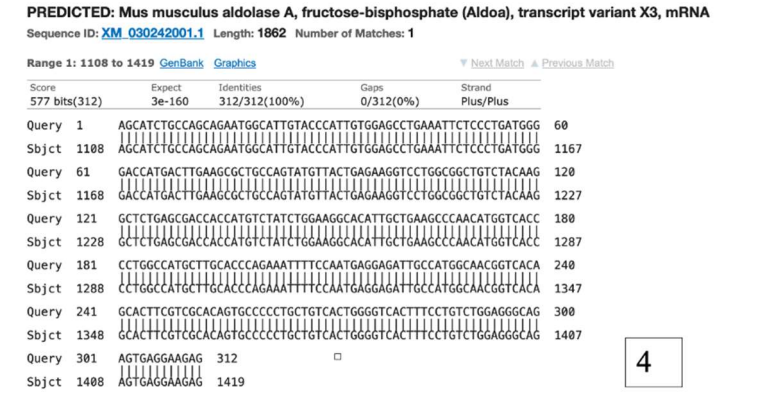 PREDICTED: Mus musculus aldolase A, fructose-bisphosphate (Aldoa), transcript variant X3, mRNA
Sequence ID: XM_030242001.1 Length: 1862 Number of Matches: 1
Range 1: 1108 to 1419 GenBank Graphics ▼ Next Match ▲ Previous Match
Score Expect Identities Gaps Strand
577 bits(312) 3e-160 312/312(100%) 0/312(0%) Plus/Plus
Query 1 AGCATCTGCCAGCAGAATGGCATTGTACCCATTGTGGAGCCTGAAATTCTCCCTGATGGG 60
Sbjct 1108 AGCATCTGCCAGCAGAATGGCATTGTACCCATTGTGGAGCCTGAAATTCTCCCTGATGGG 1167
Query 61 GACCATGACTTGAAGCGCTGCCAGTATGTTACTGAGAAGGTCCTGGCGGCTGTCTACAAG 120
Sbjct 1168 GACCATGACTTGAAGCGCTGCCAGTATGTTACTGAGAAGGTCCTGGCGGCTGTCTACAAG 1227
Query 121 GCTCTGAGCGACCACCATGTCTATCTGGAAGGCACATTGCTGAAGCCCAACATGGTCACC 180
Sbjct 1228 GCTCTGAGCGACCACCATGTCTATCTGGAAGGCACATTGCTGAAGCCCAACATGGTCACC 1287
Query 181 CCTGGCCATGCTTGCACCCAGAAATTTTCCAATGAGGAGATTGCCATGGCAACGGTCACA 240
Sbjct 1288 CCTGGCCATGCTTGCACCCAGAAATTTTCCAATGAGGAGATTGCCATGGCAACGGTCACA 1347
Query 241 GCACTTCGTCGCACAGTGCCCCCTGCTGTCACTGGGGTCACTTTCCTGTCTGGAGGGCAG 300
Sbjct 1348 GCACTTCGTCGCACAGTGCCCCCTGCTGTCACTGGGGTCACTTTCCTGTCTGGAGGGCAG 1407
Query 301 AGTGAGGAAGAG 312
Sbjct 1408 AGTGAGGAAGAG 1419
4